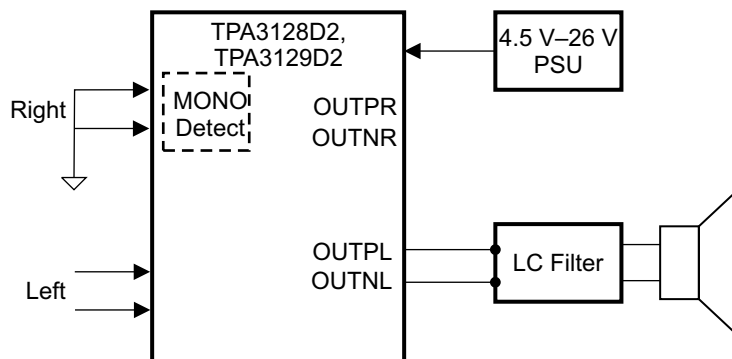 TPA3128D2,
TPA3129D2
4.5 V–26 V
PSU
Right
MONO
Detect
OUTPR
OUTNR
Left
OUTPL
OUTNL
LC Filter